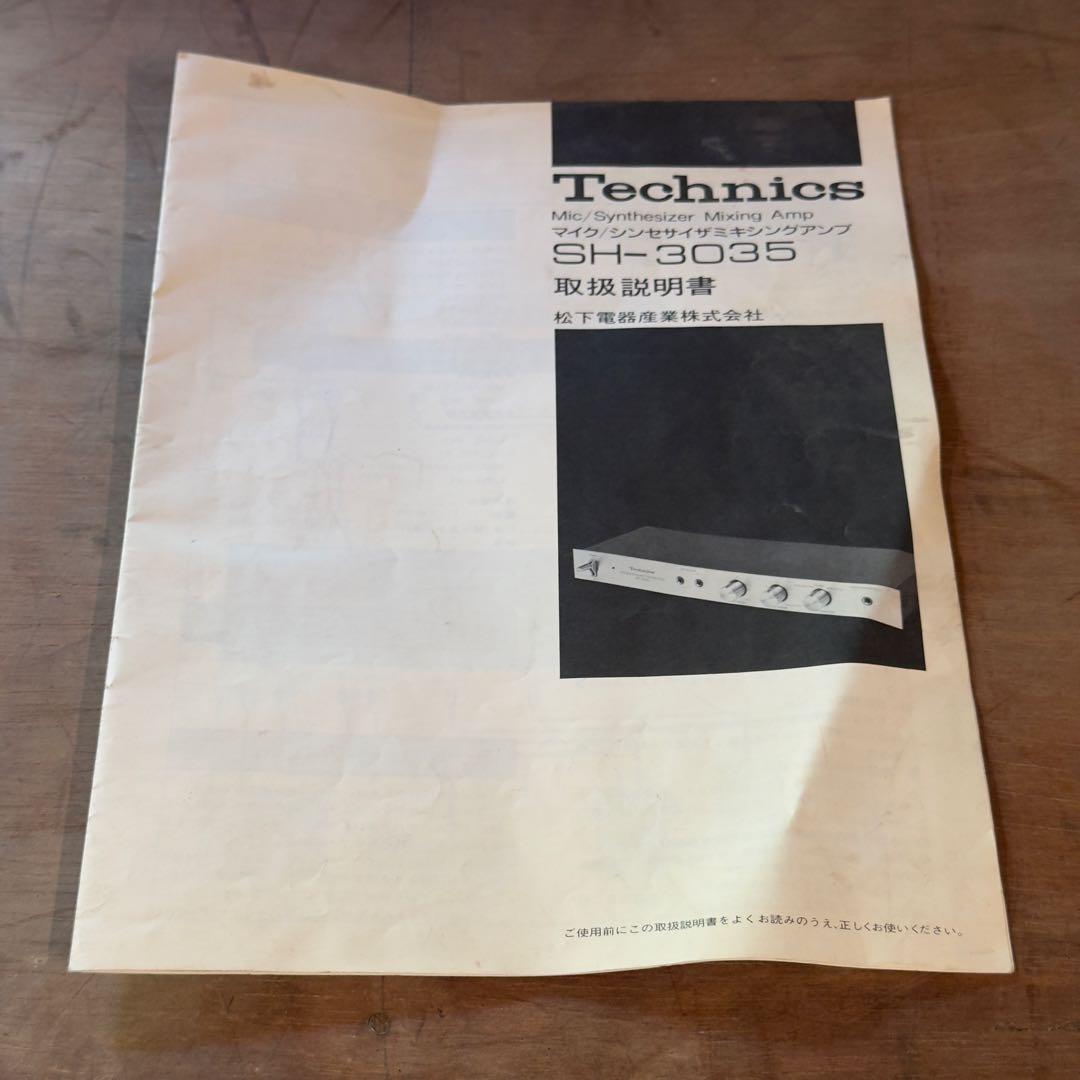 Technics
Mic/Synthesizer Mixing Amp
マイク/シンセサイザミキシングアンプ
SH-3035
取扱説明書
松下電器産業株式会社
Technics
ご使用前にこの取扱説明書をよくお読みのうえ、正しくお使いください。